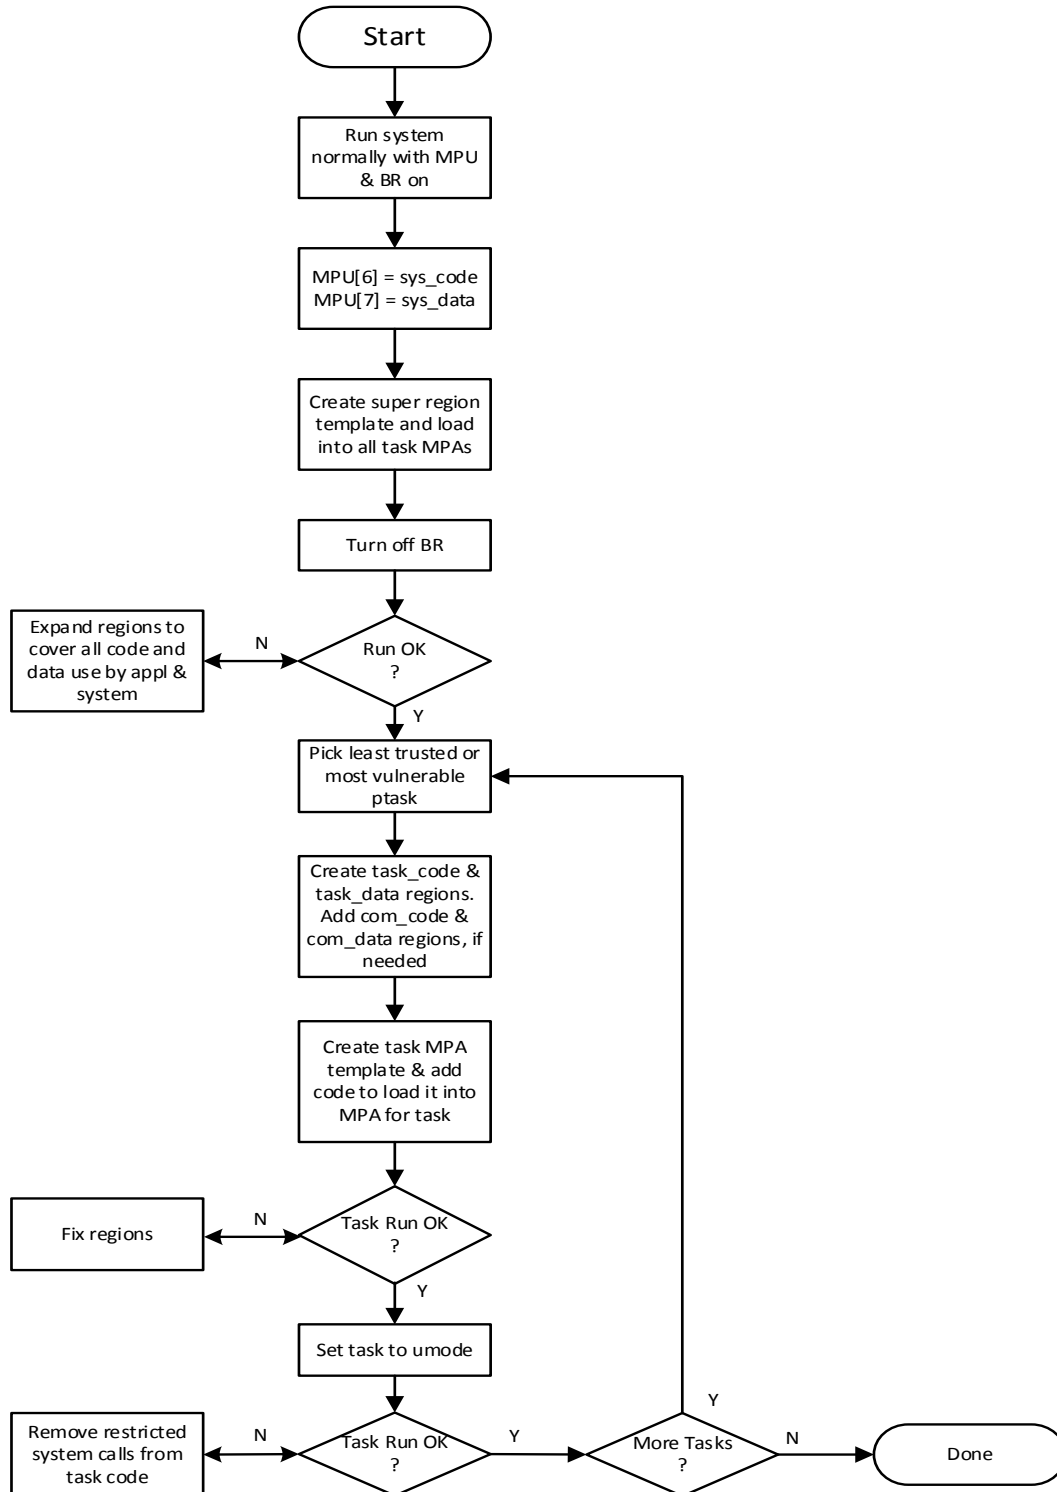 Start
Run system
normally with MPU
& BR on
MPU[6] = sys_code
MPU[7] = sys_data
Create super region
template and load
into all task MPAs
Turn off BR
Expand regions to
cover all code and
data use by appl &
system
N
Run OK
?
Y
Pick least trusted or
most vulnerable
ptask
Create task_code &
task_data regions.
Add com_code &
com_data regions, if
needed
Create task MPA
template & add
code to load it into
MPA for task
Fix regions
N
Task Run OK
?
Y
Set task to umode
Remove restricted
system calls from
task code
N
Task Run OK
?
Y
More Tasks
?
Y
N
Done